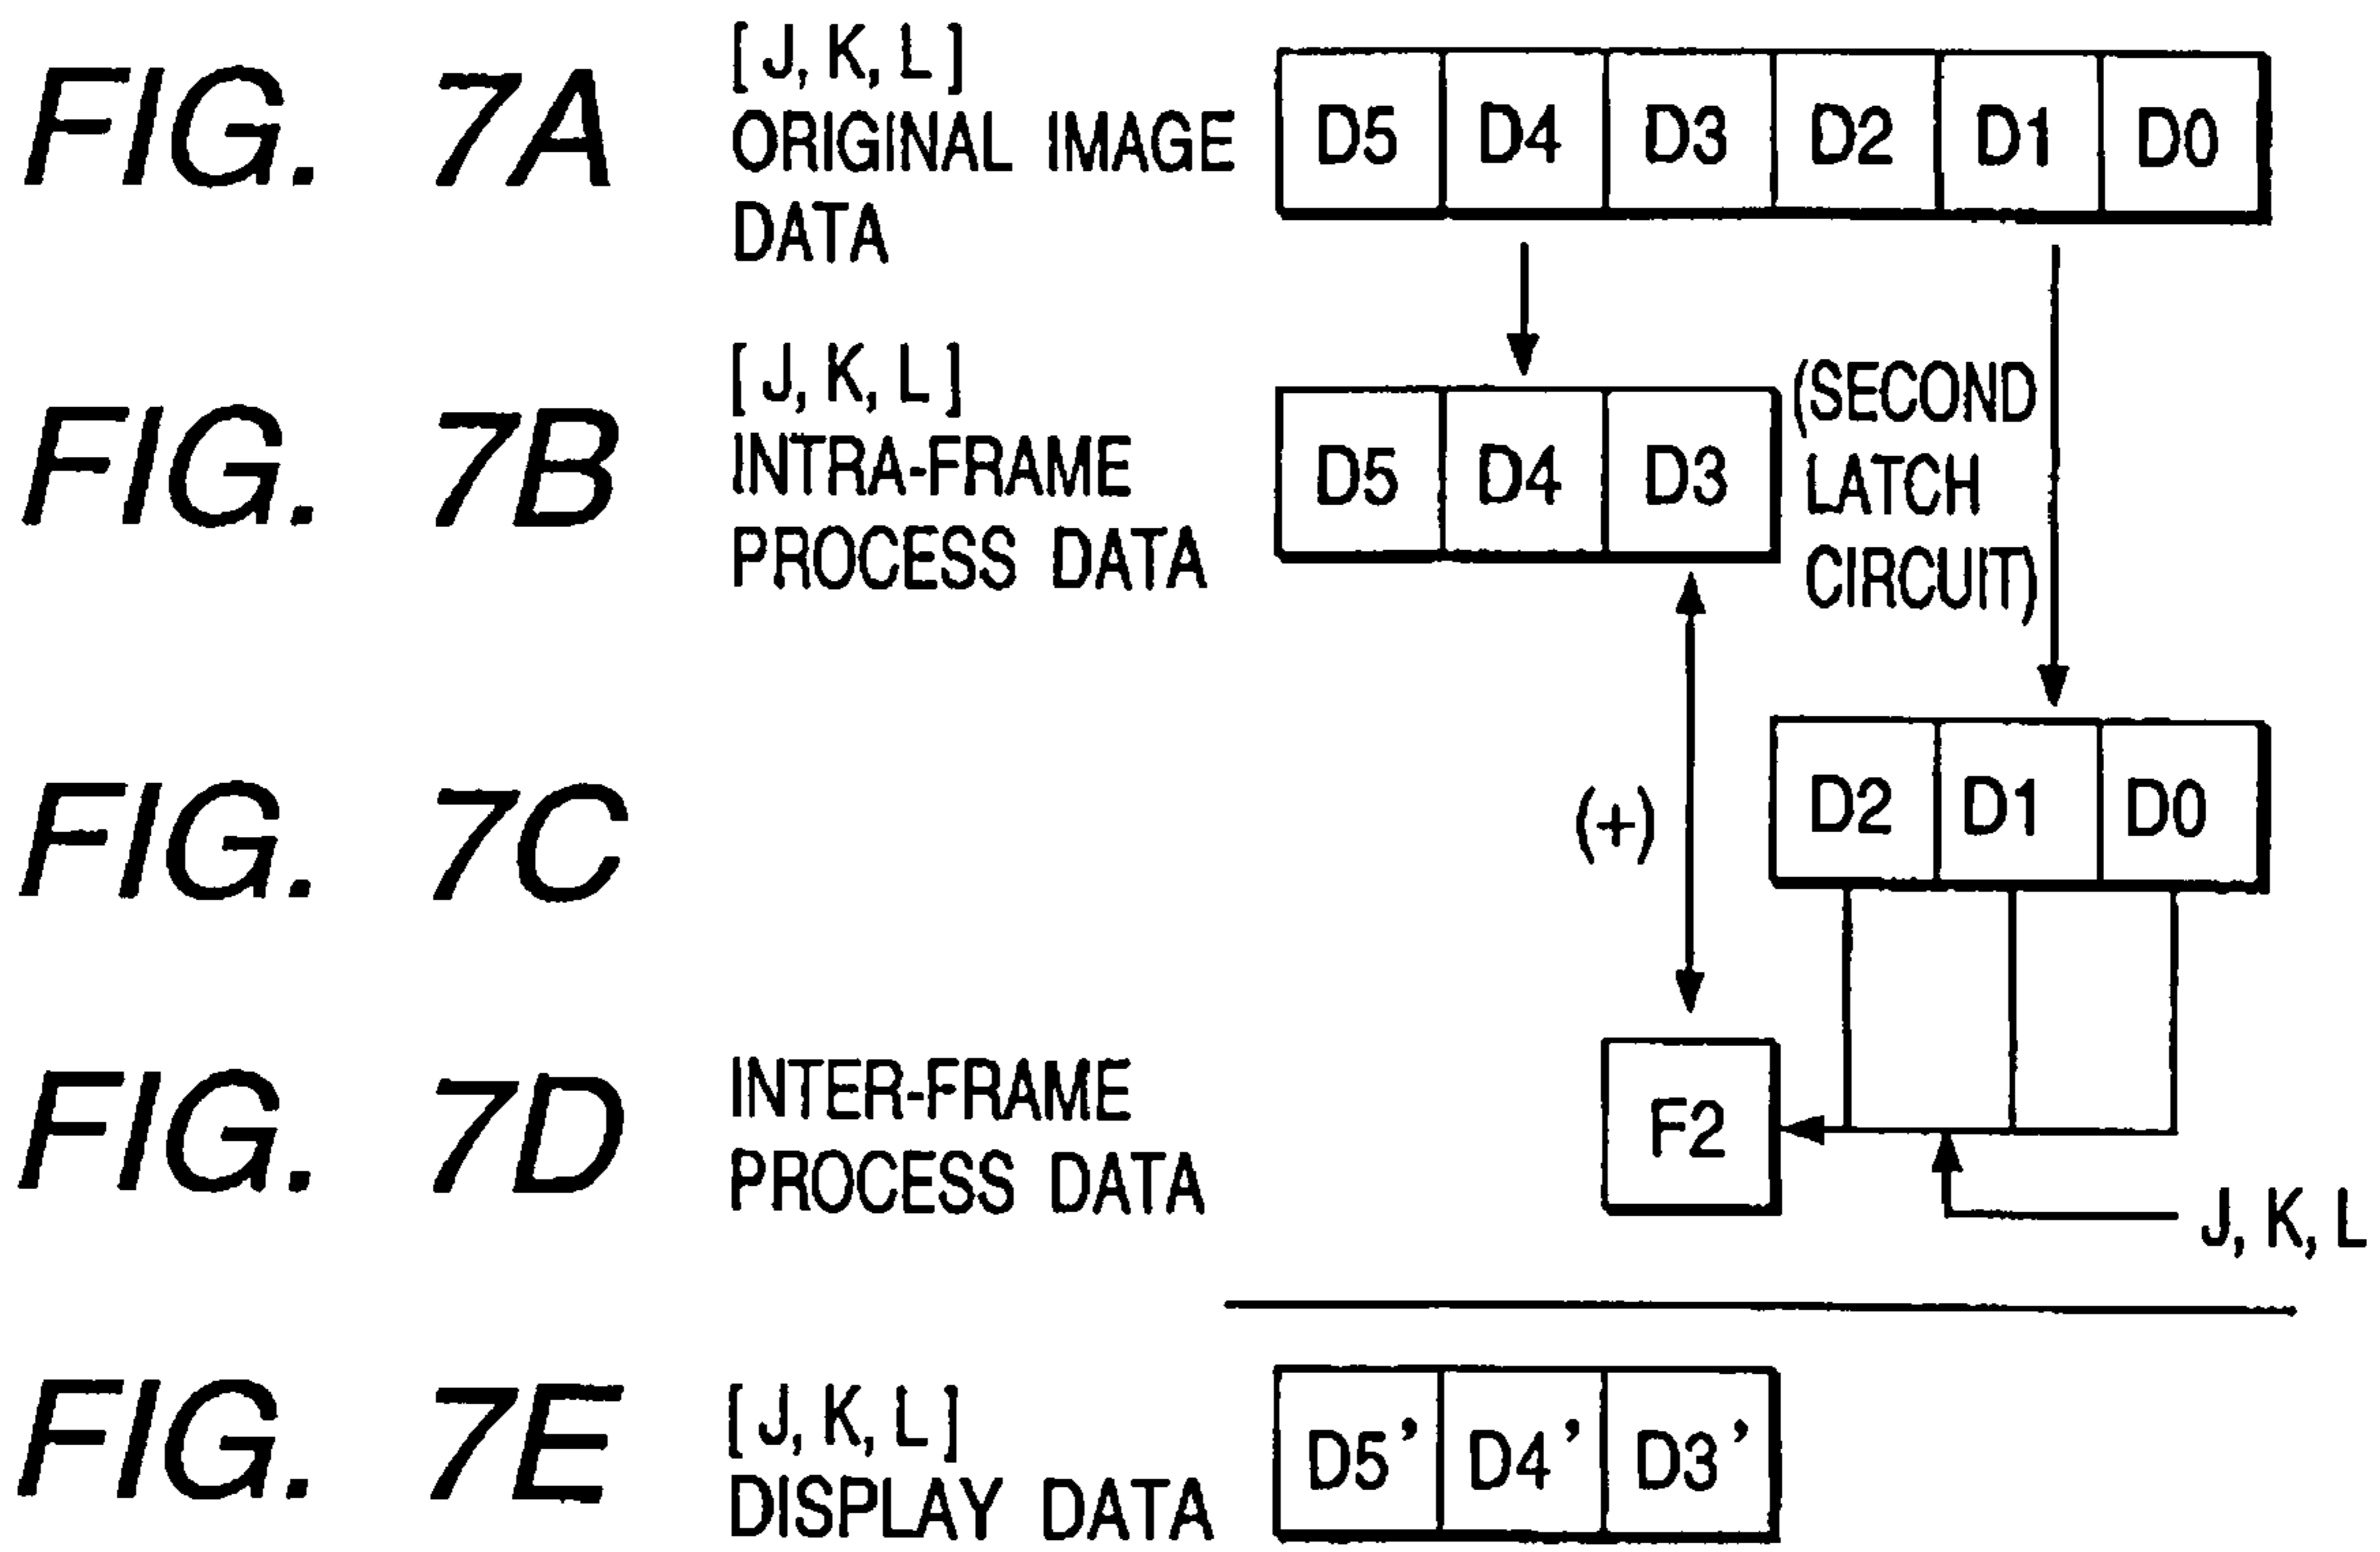 FIG. 7A
[ J, K, L ]
ORIGINAL IMAGE
DATA
D5 D4 D3 D2 D1 D0
FIG. 7B
[ J, K, L ]
INTRA-FRAME
PROCESS DATA
D5 D4 D3
(SECOND
LATCH
CIRCUIT)
FIG. 7C
(+)
D2 D1 D0
FIG. 7D
INTER-FRAME
PROCESS DATA
F2
J, K, L
FIG. 7E
[ J, K, L ]
DISPLAY DATA
D5’ D4’ D3’